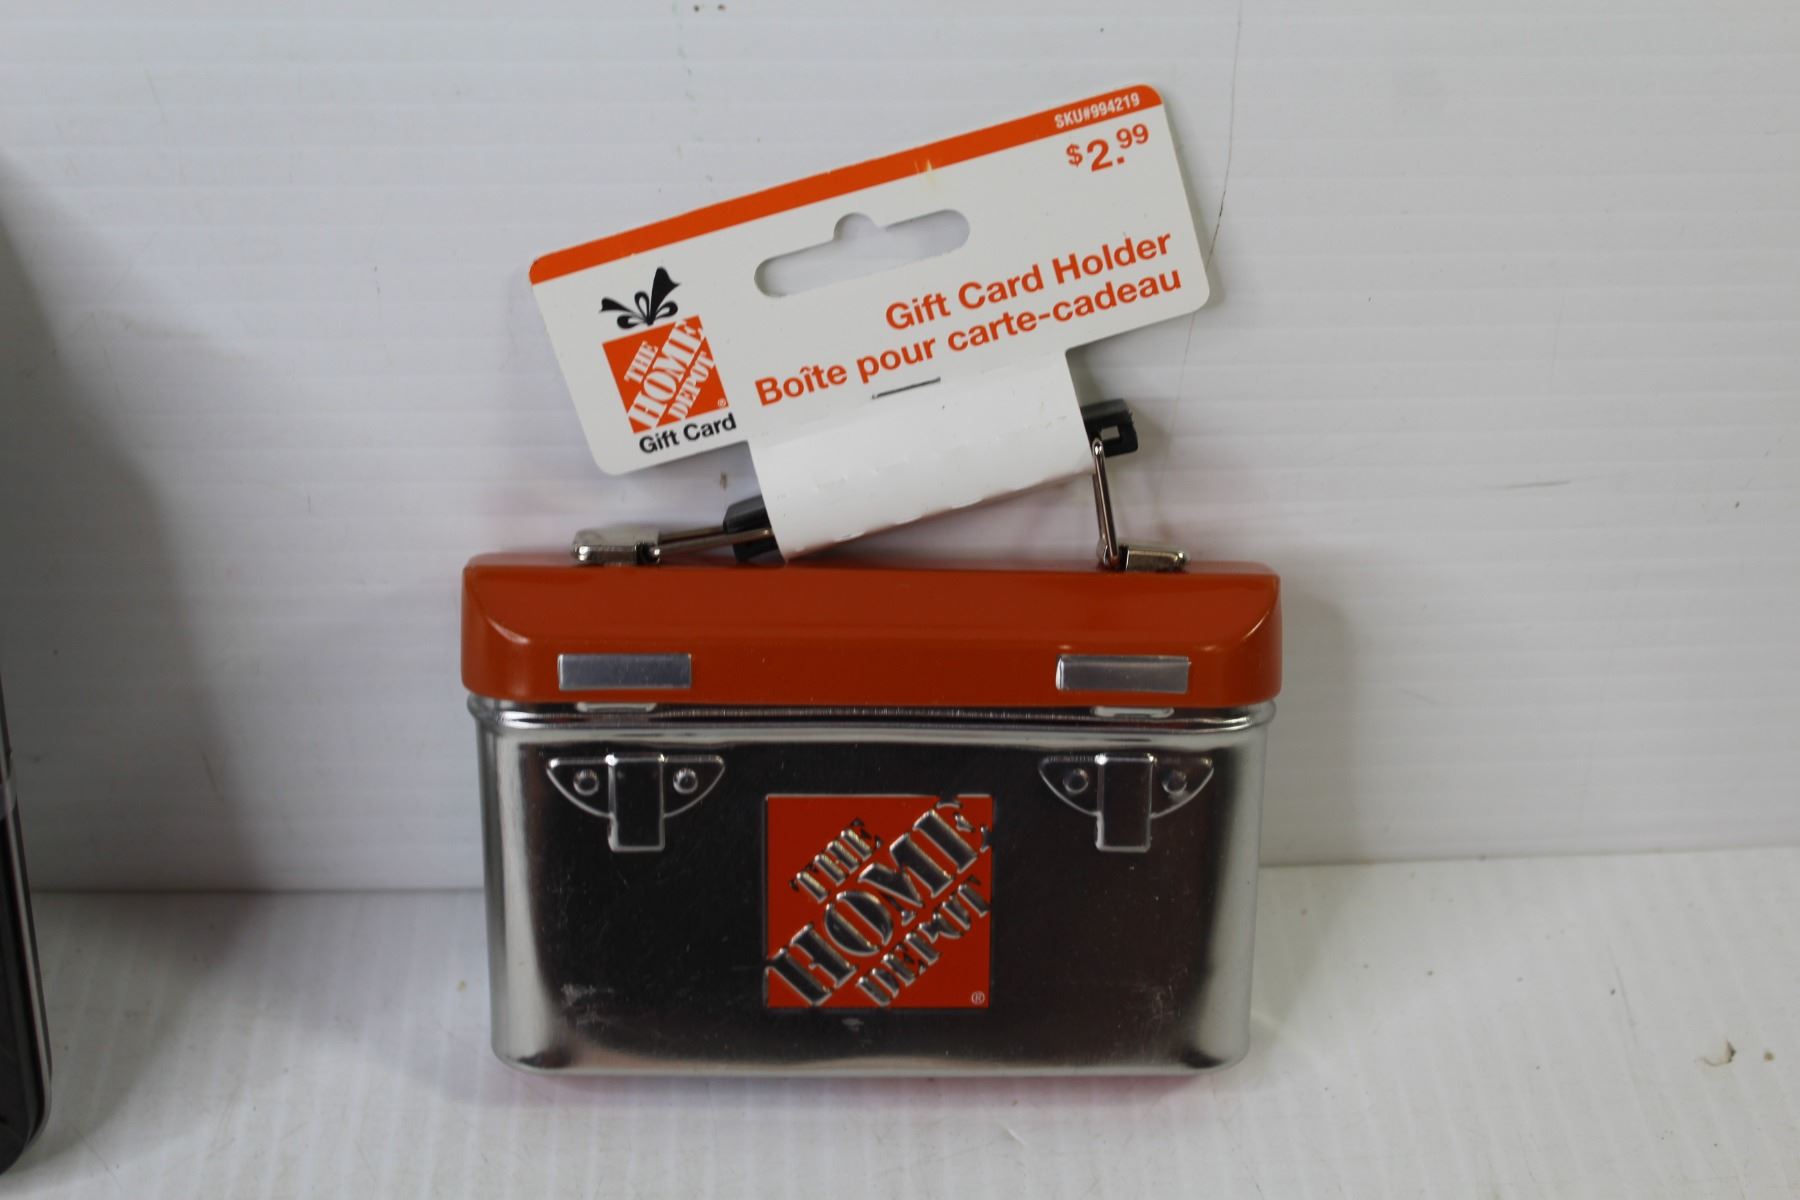 SKU#994219
$2.99
Gift Card Holder
Boîte pour carte-cadeau
THE
HOME
DEPOT
®
Gift Card
THE
HOME
DEPOT
®